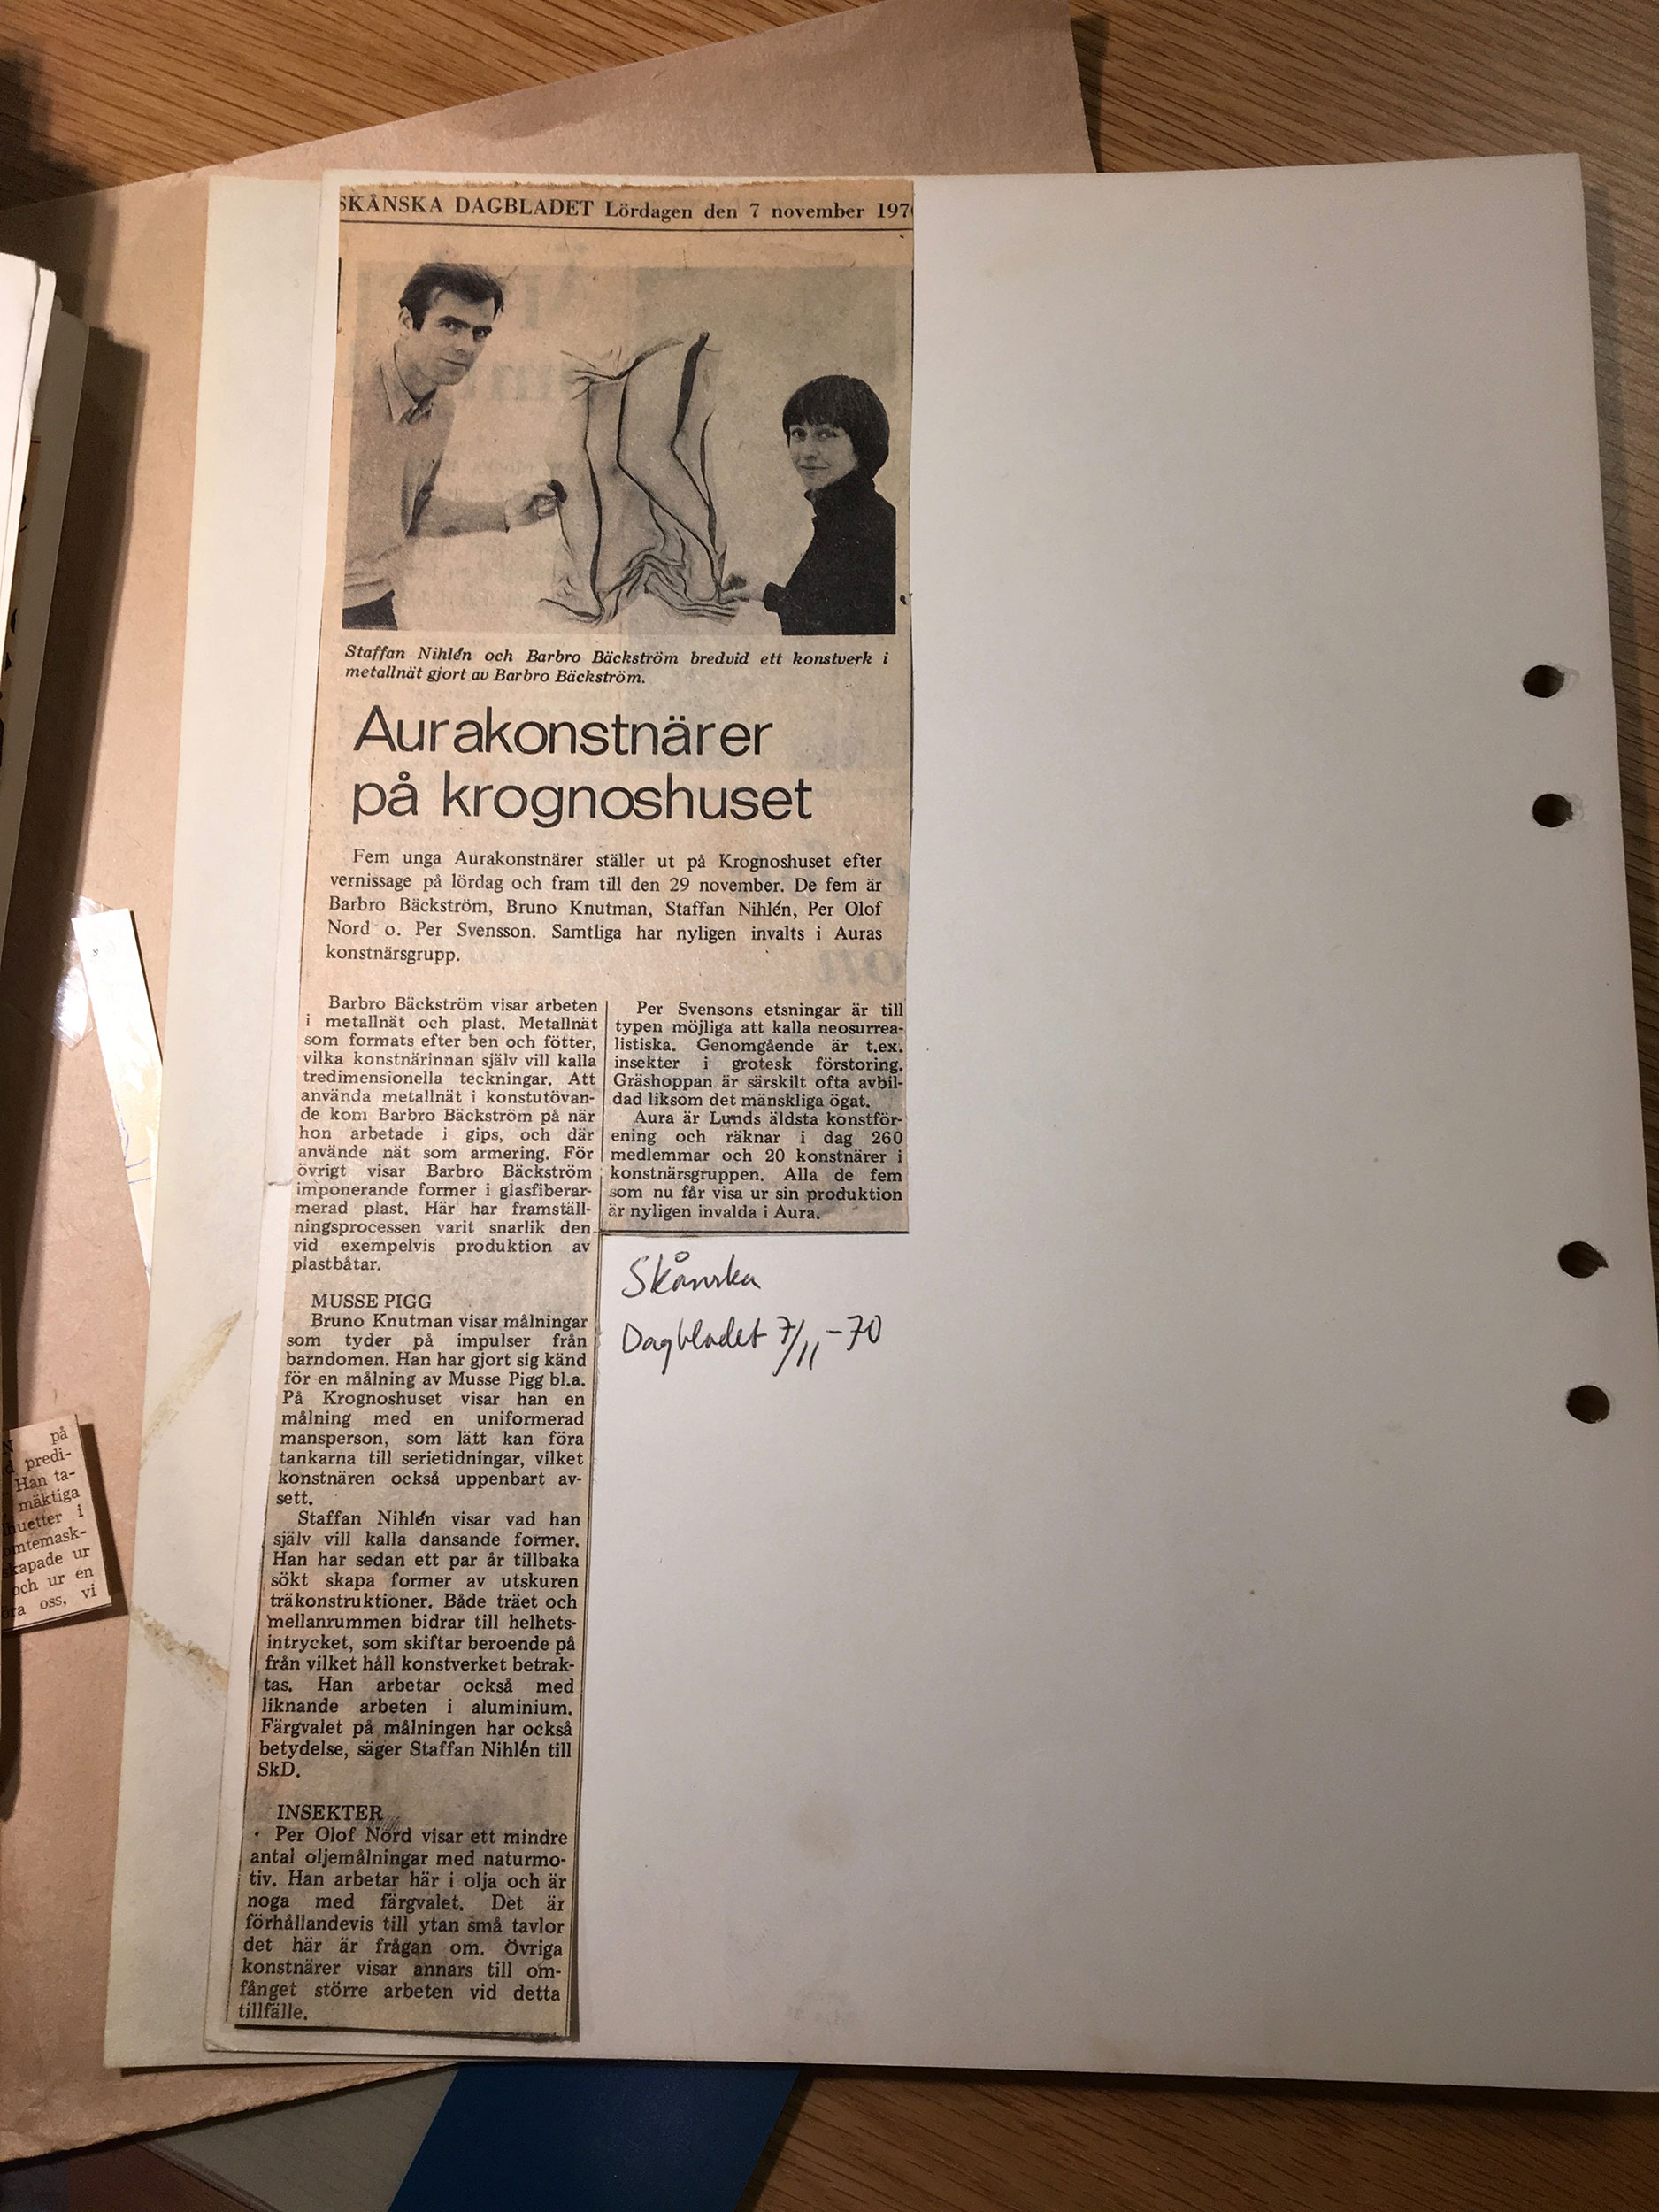 SKÅNSKA DAGBLADET Lördagen den 7 november 197
Staffan Nihlén och Barbro Bäckström bredvid ett konstverk i
metallnät gjort av Barbro Bäckström.
Aurakonstnärer
på krognoshuset
Fem unga Aurakonstnärer ställer ut på Krognoshuset efter
vernissage på lördag och fram till den 29 november. De fem är
Barbro Bäckström, Bruno Knutman, Staffan Nihlén, Per Olof
Nord o. Per Svensson. Samtliga har nyligen invalts i Auras
konstnärsgrupp.
Barbro Bäckström visar arbeten
i metallnät och plast. Metallnät
som formats efter ben och fötter,
vilka konstnärinnan själv vill kalla
tredimensionella teckningar. Att
använda metallnät i konstutövan-
de kom Barbro Bäckström på när
hon arbetade i gips, och där
använde nät som armering. För
övrigt visar Barbro Bäckström
imponerande former i glasfiberar-
merad plast. Här har framställ-
ningsprocessen varit snarlik den
vid exempelvis produktion av
plastbåtar.
MUSSE PIGG
Bruno Knutman visar målningar
som tyder på impulser från
barndomen. Han har gjort sig känd
för en målning av Musse Pigg bl.a.
På Krognoshuset visar han en
målning med en uniformerad
mansperson, som lätt kan föra
tankarna till serietidningar, vilket
konstnären också uppenbart av-
sett.
Staffan Nihlén visar vad han
själv vill kalla dansande former.
Han har sedan ett par år tillbaka
sökt skapa former av utskuren
träkonstruktioner. Både träet och
mellanrummen bidrar till helhets-
intrycket, som skiftar beroende på
från vilket håll konstverket betrak-
tas. Han arbetar också med
liknande arbeten i aluminium.
Färgvalet på målningen har också
betydelse, säger Staffan Nihlén till
SkD.
INSEKTER
Per Olof Nord visar ett mindre
antal oljemålningar med naturmo-
tiv. Han arbetar här i olja och är
noga med färgvalet. Det är
förhållandevis till ytan små tavlor
det här är frågan om. Övriga
konstnärer visar annars till om-
fånget större arbeten vid detta
tillfälle.
Per Svensons etsningar är till
typen möjliga att kalla neosurrea-
listiska. Genomgående är t.ex.
insekter i grotesk förstoring.
Gräshoppan är särskilt ofta avbil-
dad liksom det mänskliga ögat.
Aura är Lunds äldsta konstför-
ening och räknar i dag 260
medlemmar och 20 konstnärer i
konstnärsgruppen. Alla de fem
som nu får visa ur sin produktion
är nyligen invalda i Aura.
Skånska
Dagbladet 7/11-70
på
predi-
Han ta-
mäktiga
huetter i
omtemask-
skapade ur
och ur en
öra oss, vi